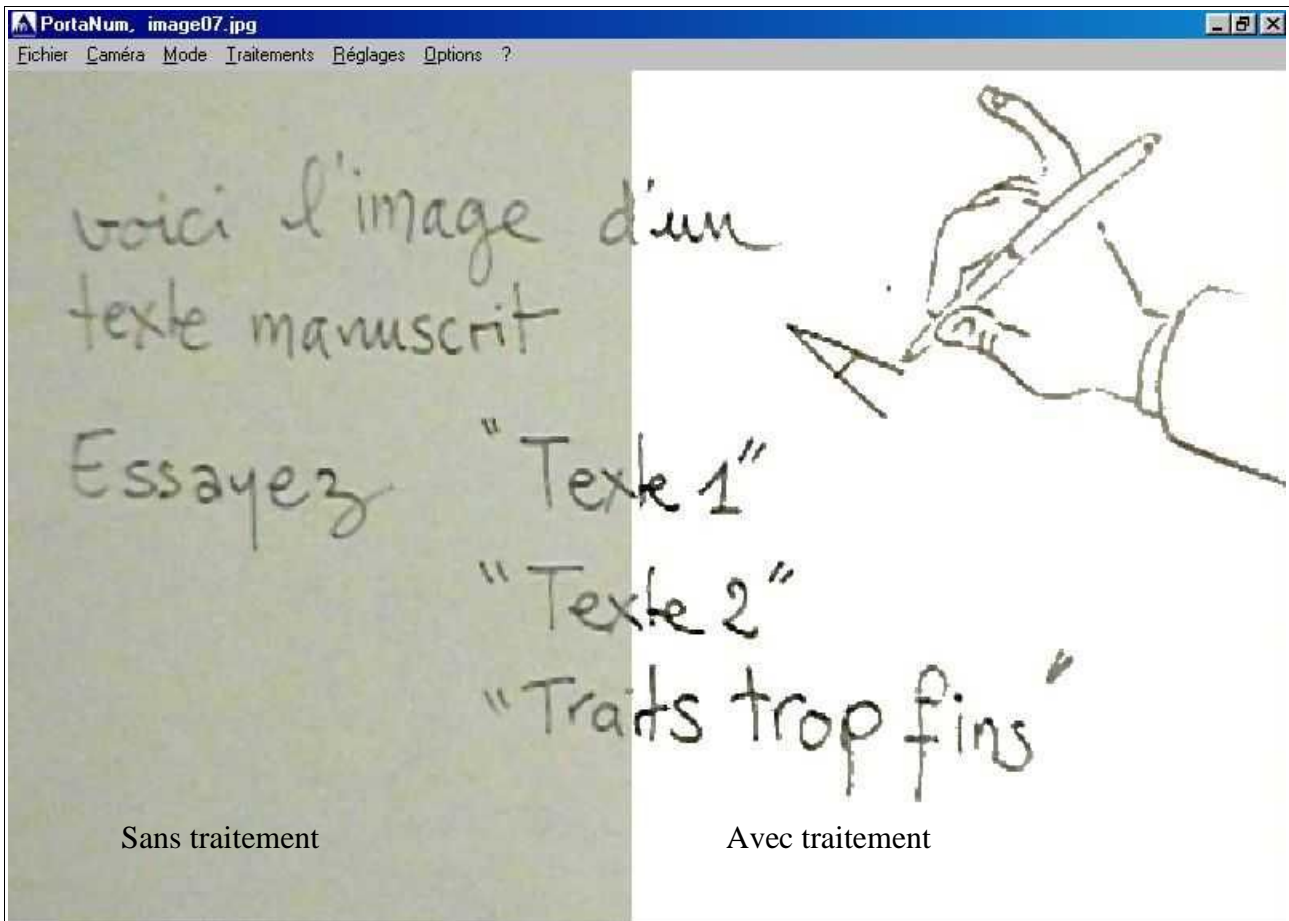 PortaNum, image07.jpg
Fichier Caméra Mode Traitements Réglages Options ?
voici l'image d'un
texte manuscrit
Essayez "Texte 1"
"Texte 2"
"Traits trop fins"
Sans traitement Avec traitement